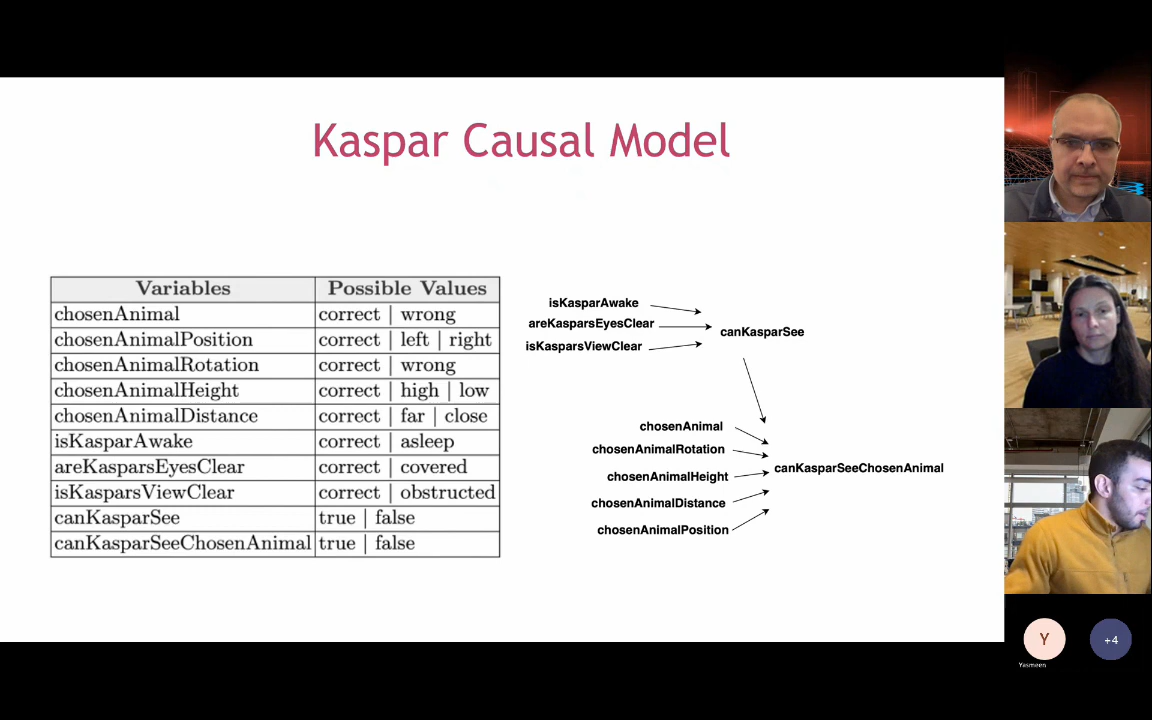 Kaspar Causal Model
Variables | Possible Values
chosenAnimal | correct | wrong
chosenAnimalPosition | correct | left | right
chosenAnimalRotation | correct | wrong
chosenAnimalHeight | correct | high | low
chosenAnimalDistance | correct | far | close
isKasparAwake | correct | asleep
areKasparsEyesClear | correct | covered
isKasparsViewClear | correct | obstructed
canKasparSee | true | false
canKasparSeeChosenAnimal | true | false
isKasparAwake
areKasparsEyesClear
isKasparsViewClear
canKasparSee
chosenAnimal
chosenAnimalRotation
chosenAnimalHeight
chosenAnimalDistance
chosenAnimalPosition
canKasparSeeChosenAnimal
Y
Yasmeen
+4